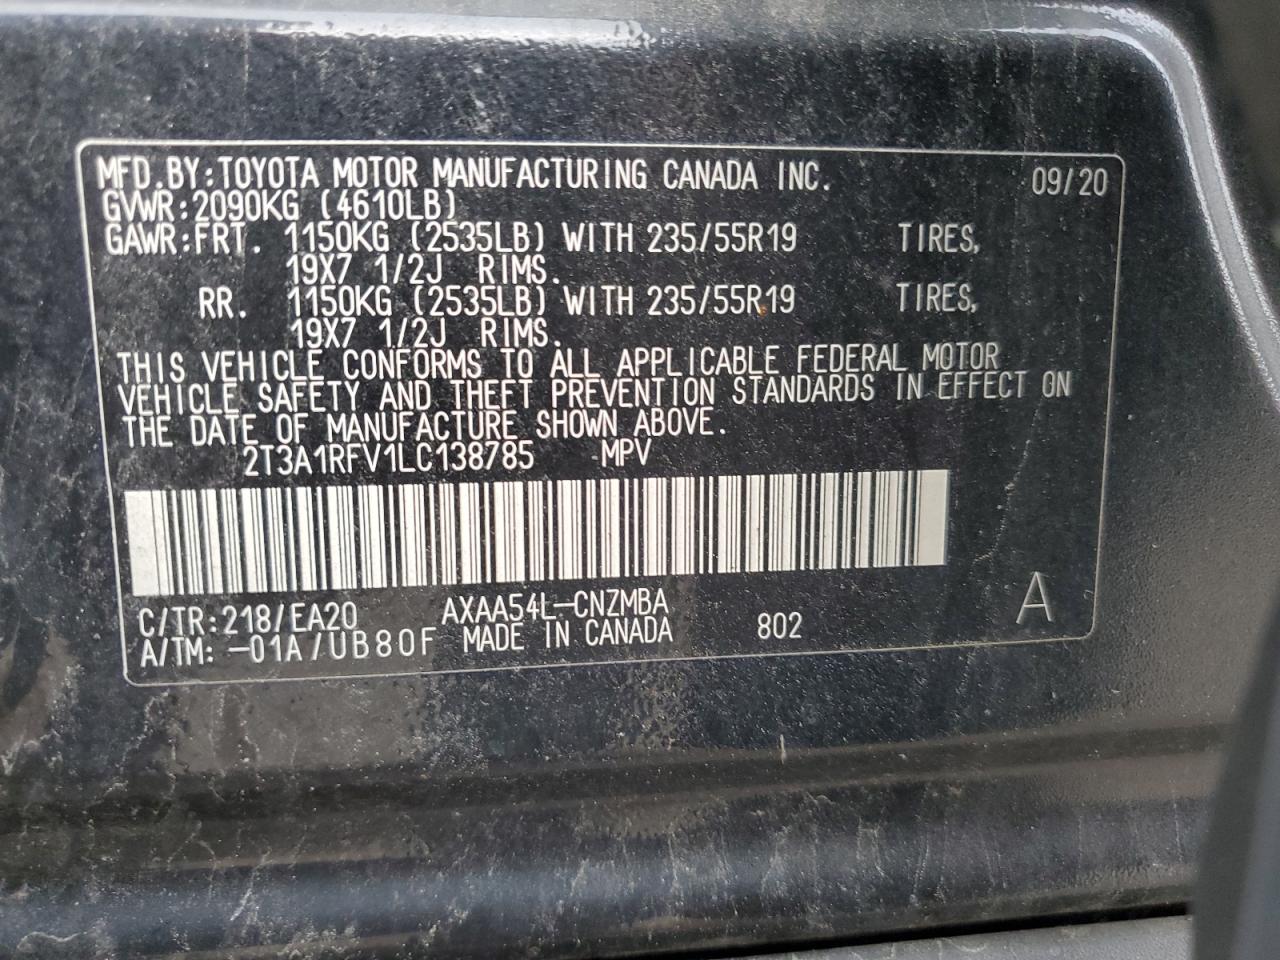 MFD.BY:TOYOTA MOTOR MANUFACTURING CANADA INC. 09/20
GVWR:2090KG (4610LB)
GAWR:FRT. 1150KG (2535LB) WITH 235/55R19 TIRES,
19X7 1/2J RIMS.
RR. 1150KG (2535LB) WITH 235/55R19 TIRES,
19X7 1/2J RIMS.
THIS VEHICLE CONFORMS TO ALL APPLICABLE FEDERAL MOTOR
VEHICLE SAFETY AND THEFT PREVENTION STANDARDS IN EFFECT ON
THE DATE OF MANUFACTURE SHOWN ABOVE.
2T3A1RFV1LC138785 MPV
C/TR:218/EA20 AXAA54L-CNZMBA
A/TM:-01A/UB80F MADE IN CANADA 802 A